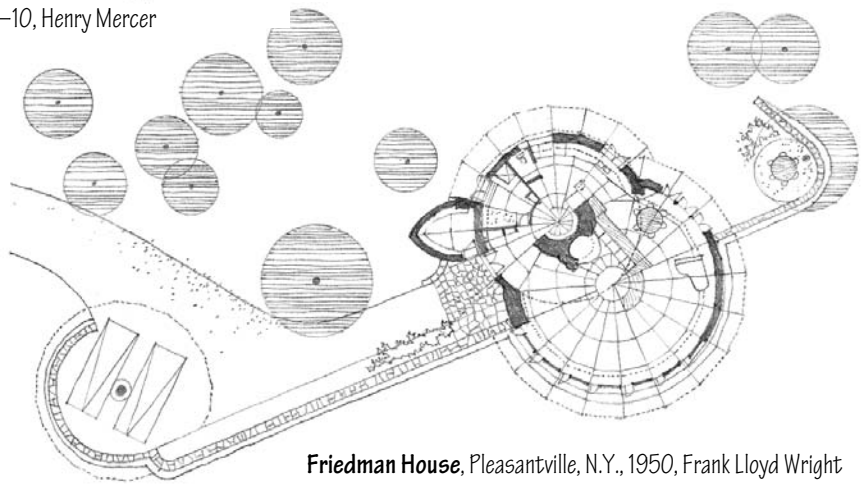 –10, Henry Mercer
Friedman House, Pleasantville, N.Y., 1950, Frank Lloyd Wright